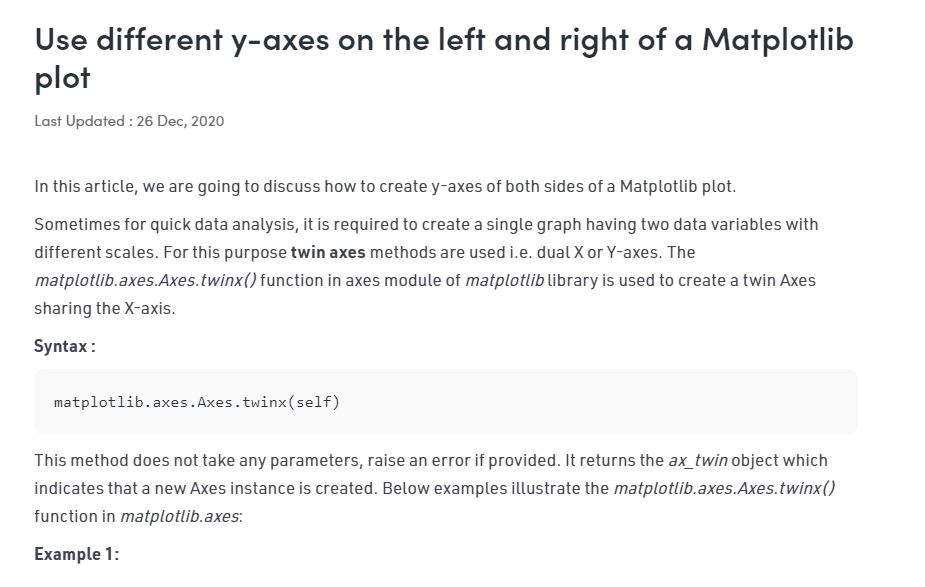 Use different y-axes on the left and right of a Matplotlib
plot
Last Updated : 26 Dec, 2020
In this article, we are going to discuss how to create y-axes of both sides of a Matplotlib plot.
Sometimes for quick data analysis, it is required to create a single graph having two data variables with
different scales. For this purpose twin axes methods are used i.e. dual X or Y-axes. The
matplotlib.axes.Axes.twinx() function in axes module of matplotlib library is used to create a twin Axes
sharing the X-axis.
Syntax :
matplotlib.axes.Axes.twinx(self)
This method does not take any parameters, raise an error if provided. It returns the ax_twin object which
indicates that a new Axes instance is created. Below examples illustrate the matplotlib.axes.Axes.twinx()
function in matplotlib.axes:
Example 1: